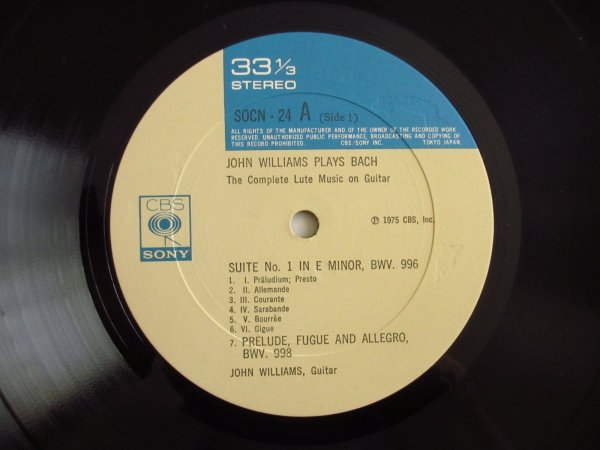 33 1/3
STEREO
SOCN - 24 A (Side 1)
ALL RIGHTS OF THE MANUFACTURER AND OF THE OWNER OF THE RECORDED WORK
RESERVED. UNAUTHORIZED PUBLIC PERFORMANCE, BROADCASTING AND COPYING OF
THIS RECORD PROHIBITED. CBS/SONY INC. TOKYO JAPAN.
JOHN WILLIAMS PLAYS BACH
The Complete Lute Music on Guitar
CBS
SONY
Ⓟ 1975 CBS, Inc.
SUITE No. 1 IN E MINOR, BWV. 996
1. I. Präludium; Presto
2. II. Allemande
3. III. Courante
4. IV. Sarabande
5. V. Bourrée
6. VI. Gigue
7. PRELUDE, FUGUE AND ALLEGRO,
BWV. 998
JOHN WILLIAMS, Guitar